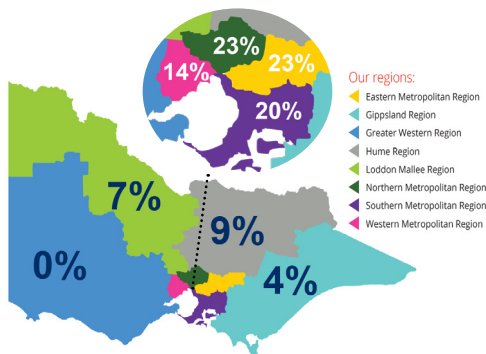 23%
14%
23%
20%
Our regions:
Eastern Metropolitan Region
Gippsland Region
Greater Western Region
Hume Region
Loddon Mallee Region
Northern Metropolitan Region
Southern Metropolitan Region
Western Metropolitan Region
7%
9%
0%
4%